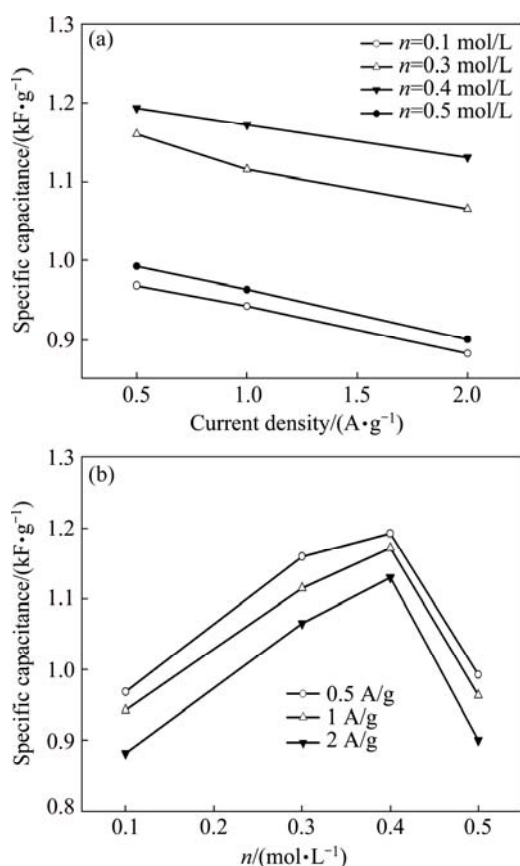 1.3
(a)
n=0.1 mol/L
n=0.3 mol/L
n=0.4 mol/L
n=0.5 mol/L
1.2
1.1
1.0
0.9
Specific capacitance/(kF•g⁻¹)
0.5 1.0 1.5 2.0
Current density/(A•g⁻¹)
1.3
(b)
1.2
1.1
1.0
0.9
0.8
Specific capacitance/(kF•g⁻¹)
0.5 A/g
1 A/g
2 A/g
0.1 0.2 0.3 0.4 0.5
n/(mol•L⁻¹)